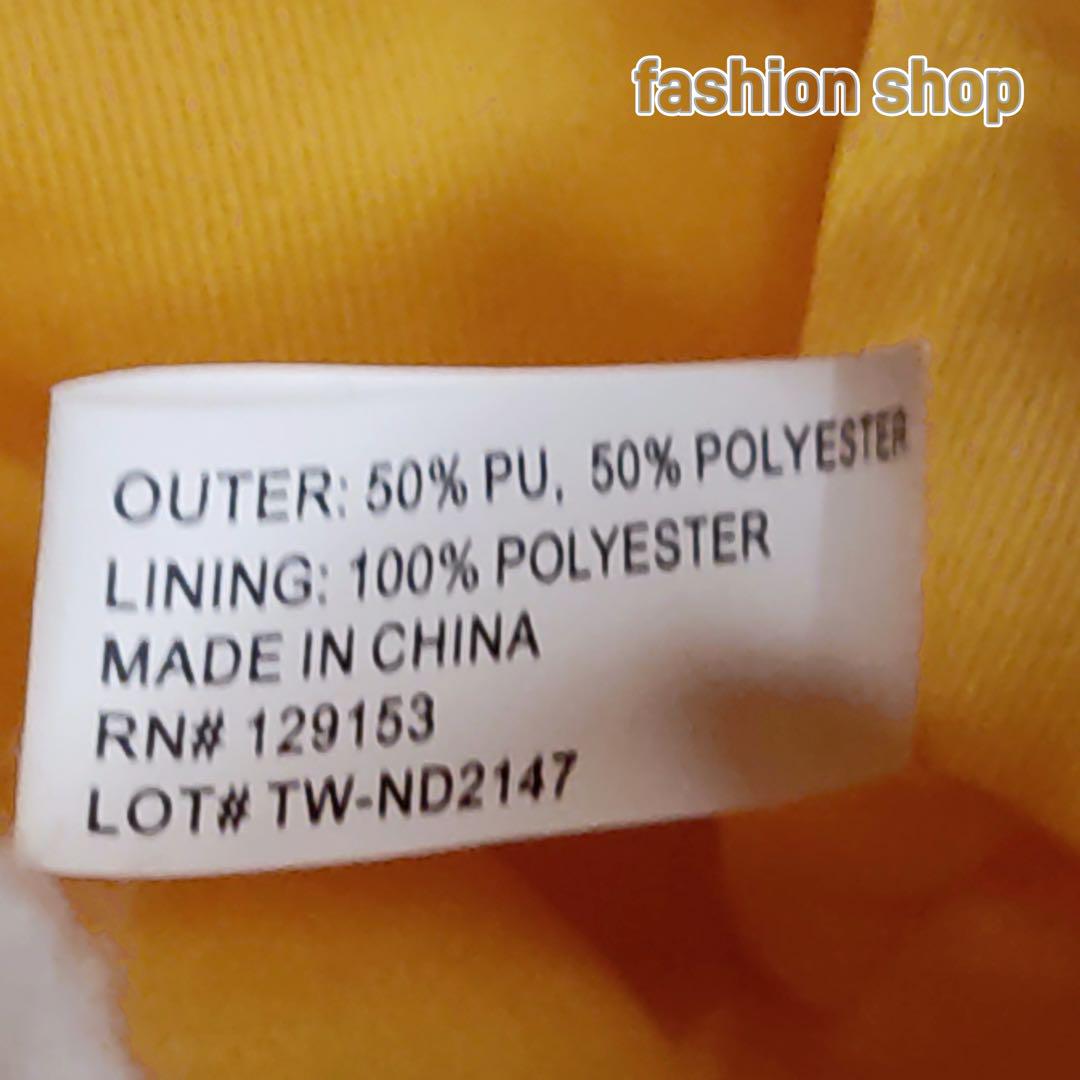 fashion shop
OUTER: 50% PU, 50% POLYESTER
LINING: 100% POLYESTER
MADE IN CHINA
RN# 129153
LOT# TW-ND2147